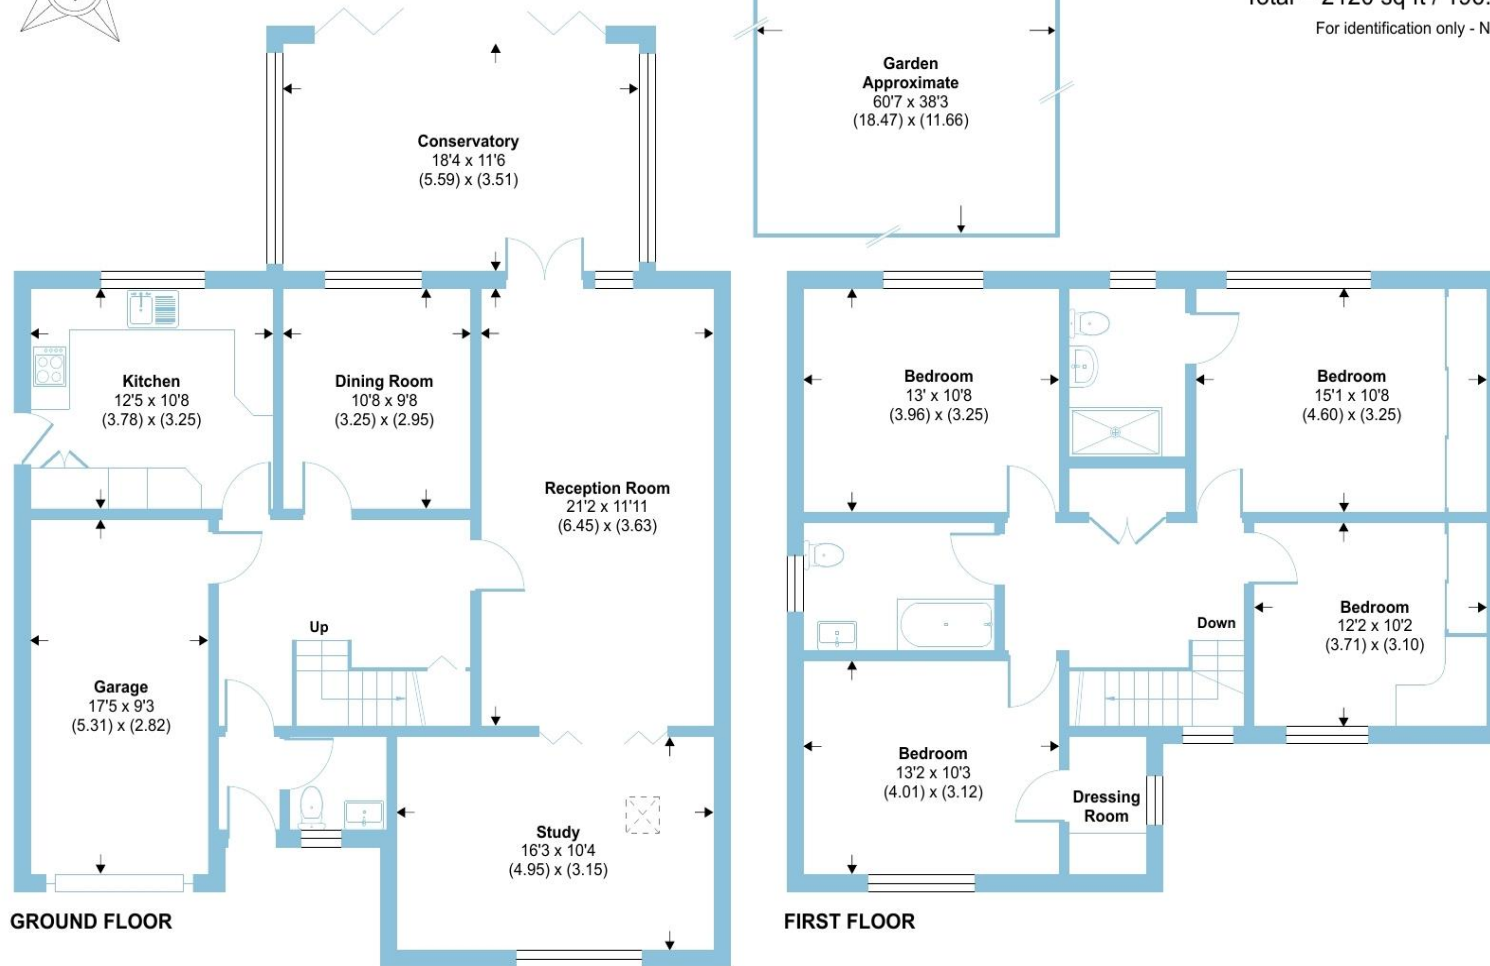 Total = 2120 sq ft /
For identification only - N
Garden
Approximate
60'7 x 38'3
(18.47) x (11.66)
Conservatory
18'4 x 11'6
(5.59) x (3.51)
Kitchen
12'5 x 10'8
(3.78) x (3.25)
Dining Room
10'8 x 9'8
(3.25) x (2.95)
Reception Room
21'2 x 11'11
(6.45) x (3.63)
Up
Garage
17'5 x 9'3
(5.31) x (2.82)
Study
16'3 x 10'4
(4.95) x (3.15)
GROUND FLOOR
Bedroom
13' x 10'8
(3.96) x (3.25)
Bedroom
15'1 x 10'8
(4.60) x (3.25)
Bedroom
12'2 x 10'2
(3.71) x (3.10)
Down
Bedroom
13'2 x 10'3
(4.01) x (3.12)
Dressing
Room
FIRST FLOOR